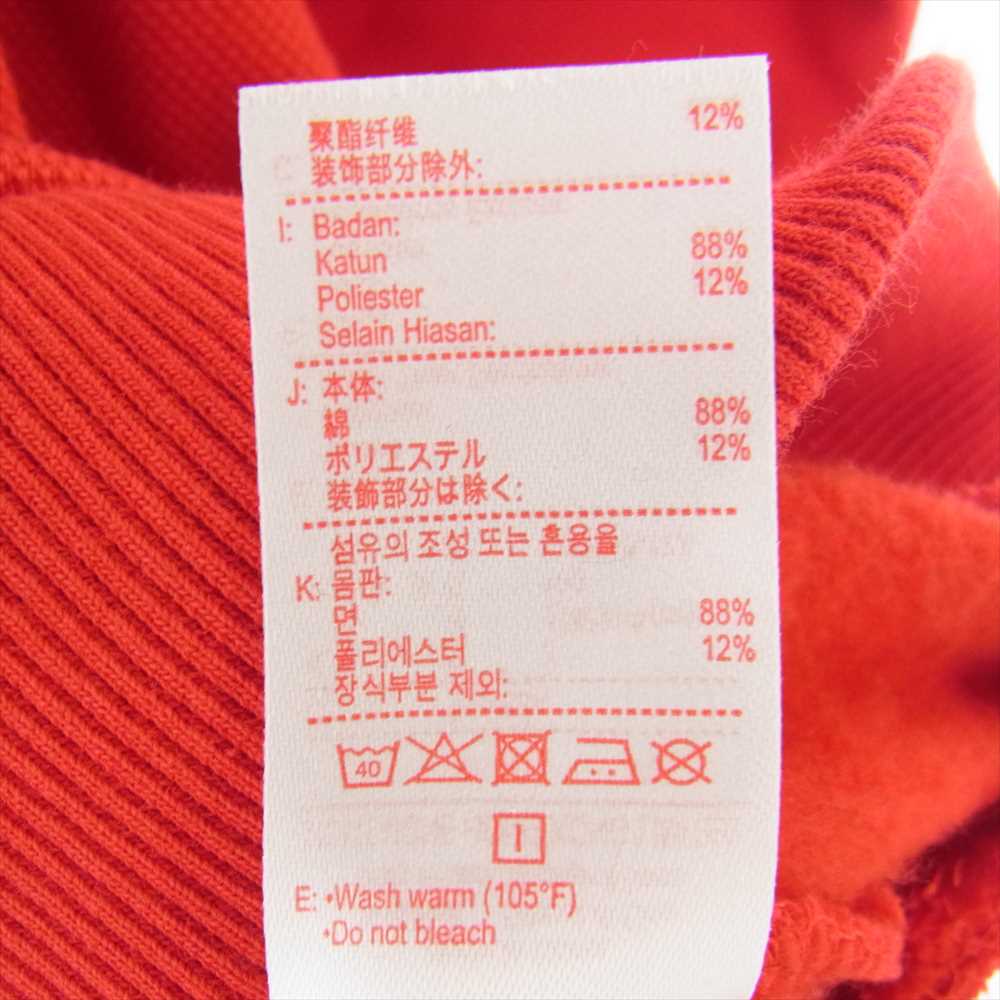 聚酯纤维 12%
装饰部分除外:
I: Badan:
Katun 88%
Poliester 12%
Selain Hiasan:
J: 本体:
綿 88%
ポリエステル 12%
装飾部分は除く:
섬유의 조성 또는 혼용율
K: 몸판:
면 88%
폴리에스터 12%
장식부분 제외:
40
I
E: •Wash warm (105°F)
•Do not bleach